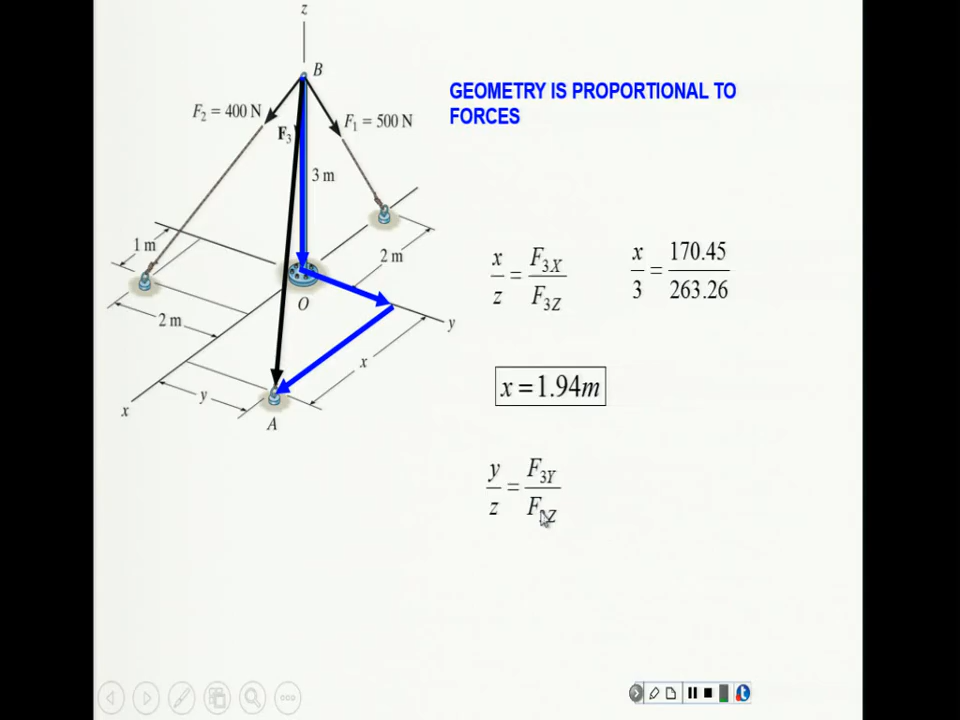 z
B
GEOMETRY IS PROPORTIONAL TO
FORCES
F₂ = 400 N
F₁ = 500 N
F₃
3 m
1 m
2 m
x/z = F₃X/F₃Z
x/3 = 170.45/263.26
O
2 m
y
x
x = 1.94m
y
x
A
y/z = F₃Y/F₃Z